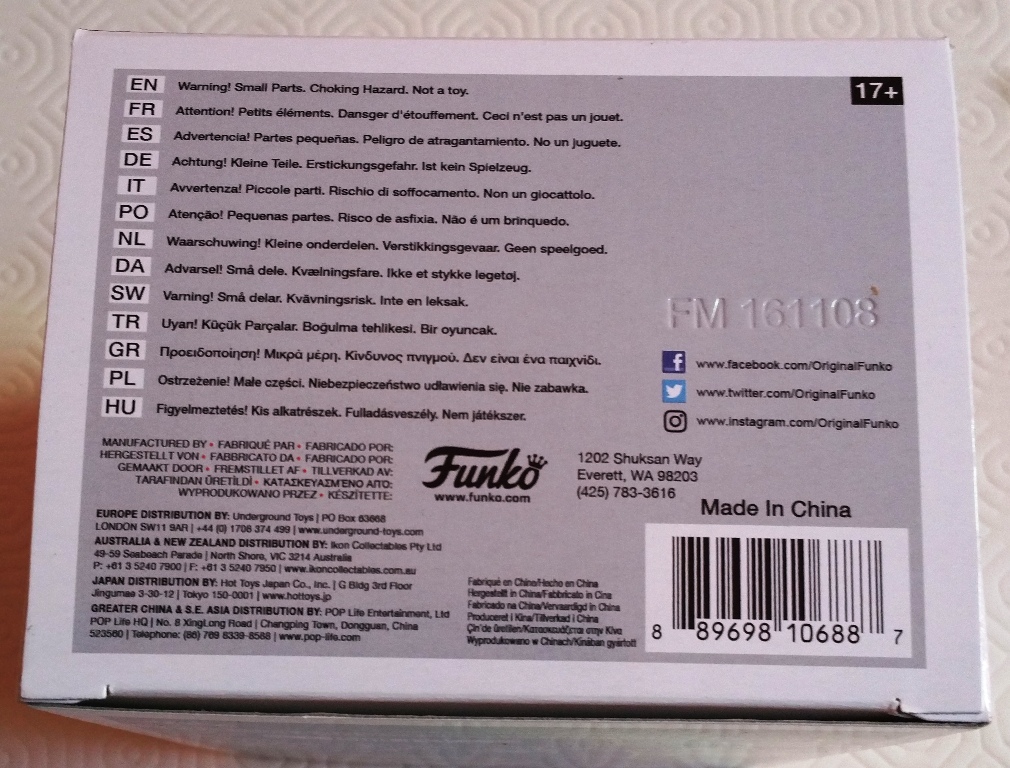 17+
EN Warning! Small Parts. Choking Hazard. Not a toy.
FR Attention! Petits éléments. Dansger d'étouffement. Ceci n'est pas un jouet.
ES Advertencia! Partes pequeñas. Peligro de atragantamiento. No un juguete.
DE Achtung! Kleine Teile. Erstickungsgefahr. Ist kein Spielzeug.
IT Avvertenza! Piccole parti. Rischio di soffocamento. Non un giocattolo.
PO Atenção! Pequenas partes. Risco de asfixia. Não é um brinquedo.
NL Waarschuwing! Kleine onderdelen. Verstikkingsgevaar. Geen speelgoed.
DA Advarsel! Små dele. Kvælningsfare. Ikke et stykke legetøj.
SW Varning! Små delar. Kvävningsrisk. Inte en leksak.
TR Uyarı! Küçük Parçalar. Boğulma tehlikesi. Bir oyuncak.
GR Προειδοποίηση! Μικρά μέρη. Κίνδυνος πνιγμού. Δεν είναι ένα παιχνίδι.
PL Ostrzeżenie! Małe części. Niebezpieczeństwo udławienia się. Nie zabawka.
HU Figyelmeztetés! Kis alkatrészek. Fulladásveszély. Nem játékszer.
FM 161108
f www.facebook.com/OriginalFunko
www.twitter.com/OriginalFunko
www.instagram.com/OriginalFunko
MANUFACTURED BY • FABRIQUÉ PAR • FABRICADO POR:
HERGESTELLT VON • FABBRICATO DA • FABRICADO POR:
GEMAAKT DOOR • FREMSTILLET AF • TILLVERKAD AV:
TARAFINDAN ÜRETİLDİ • ΚΑΤΑΣΚΕΥΑΣΜΈΝΟ ΑΠΌ:
WYPRODUKOWANO PRZEZ • KÉSZÍTETTE:
Funko
www.funko.com
1202 Shuksan Way
Everett, WA 98203
(425) 783-3616
EUROPE DISTRIBUTION BY: Underground Toys | PO Box 63668
LONDON SW11 9AR | +44 (0) 1708 374 499 | www.underground-toys.com
AUSTRALIA & NEW ZEALAND DISTRIBUTION BY: Ikon Collectables Pty Ltd
49-59 Seabeach Parade | North Shore, VIC 3214 Australia
P: +61 3 5240 7900 | F: +61 3 5240 7950 | www.ikoncollectables.com.au
JAPAN DISTRIBUTION BY: Hot Toys Japan Co., Inc. | G Bldg 3rd Floor
Jingumae 3-30-12 | Tokyo 150-0001 | www.hottoys.jp
GREATER CHINA & S.E. ASIA DISTRIBUTION BY: POP Life Entertainment, Ltd
POP Life HQ | No. 8 XingLong Road | Changping Town, Dongguan, China
523560 | Telephone: (86) 769 8339-8588 | www.pop-life.com
Fabriqué en Chine/Hecho en China
Hergestellt in China/Fabbricato in Cina
Fabricado na China/Vervaardigd in China
Produceret i Kina/Tillverkad i China
Çin'de üretilen/Κατασκευάζεται στην Κίνα
Wyprodukowano w Chinach/Kínában gyártott
Made In China
8 89698 10688 7